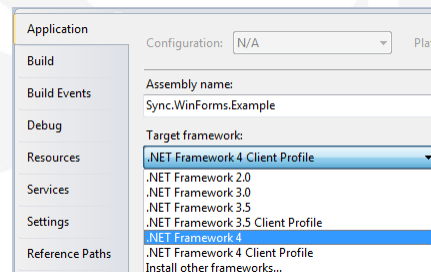 Application
Configuration: N/A
Build
Assembly name:
Build Events
Sync.WinForms.Example
Debug
Target framework:
Resources
.NET Framework 4 Client Profile
.NET Framework 2.0
Services
.NET Framework 3.0
.NET Framework 3.5
Settings
.NET Framework 3.5 Client Profile
.NET Framework 4
Reference Paths
.NET Framework 4 Client Profile
Install other frameworks...